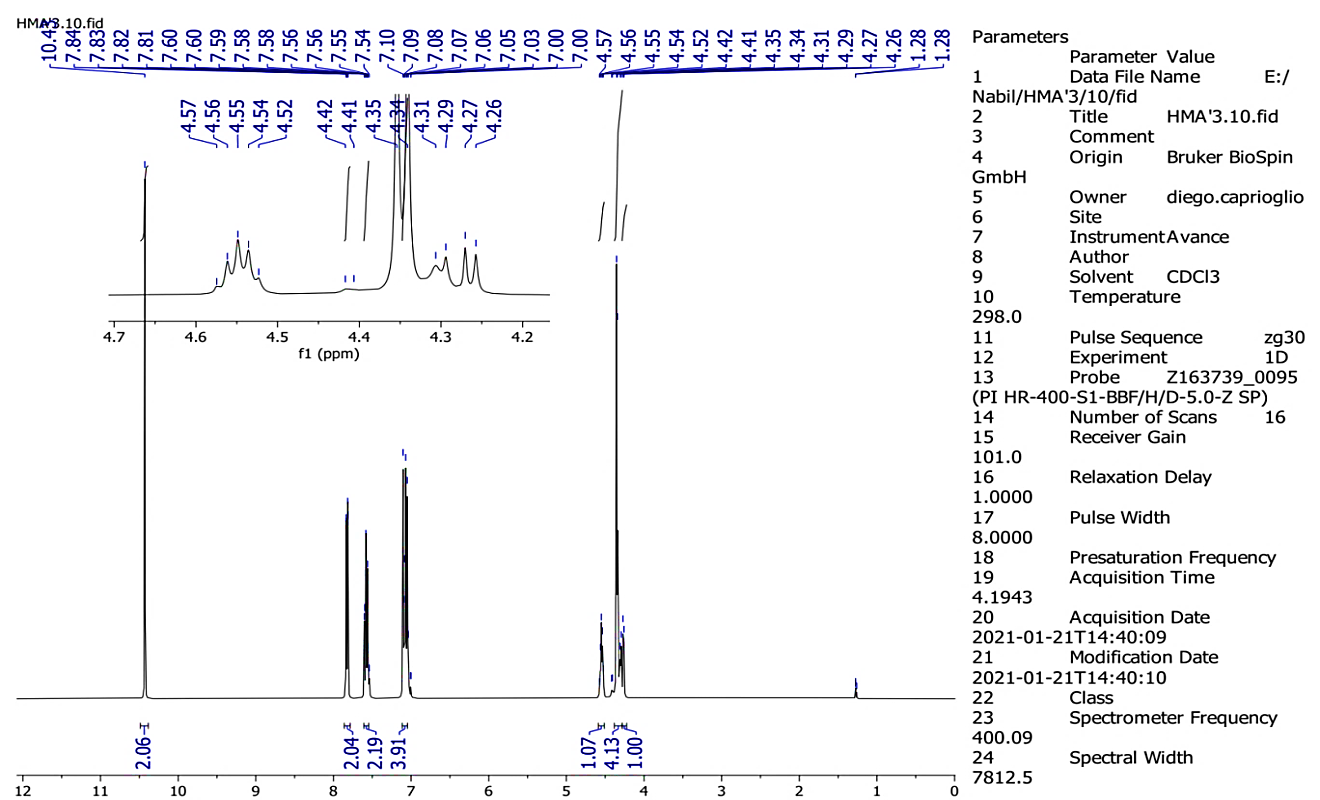 HMA'3.10.fid
10.43 7.84 7.83 7.82 7.81 7.60 7.60 7.59 7.58 7.58 7.56 7.56 7.55 7.54 7.10 7.09 7.08 7.07 7.06 7.05 7.03 7.00 7.00 4.57 4.56 4.55 4.54 4.52 4.42 4.41 4.35 4.34 4.31 4.29 4.27 4.26 1.28 1.28
4.57 4.56 4.55 4.54 4.52 4.42 4.41 4.35 4.34 4.31 4.29 4.27 4.26
4.7 4.6 4.5 4.4 4.3 4.2
f1 (ppm)
2.06 2.04 2.19 3.91 1.07 4.13 1.00
12 11 10 9 8 7 6 5 4 3 2 1 0
Parameters
Parameter Value
1 Data File Name E:/
Nabil/HMA'3/10/fid
2 Title HMA'3.10.fid
3 Comment
4 Origin Bruker BioSpin
GmbH
5 Owner diego.caprioglio
6 Site
7 Instrument Avance
8 Author
9 Solvent CDCl3
10 Temperature
298.0
11 Pulse Sequence zg30
12 Experiment 1D
13 Probe Z163739_0095
(PI HR-400-S1-BBF/H/D-5.0-Z SP)
14 Number of Scans 16
15 Receiver Gain
101.0
16 Relaxation Delay
1.0000
17 Pulse Width
8.0000
18 Presaturation Frequency
19 Acquisition Time
4.1943
20 Acquisition Date
2021-01-21T14:40:09
21 Modification Date
2021-01-21T14:40:10
22 Class
23 Spectrometer Frequency
400.09
24 Spectral Width
7812.5